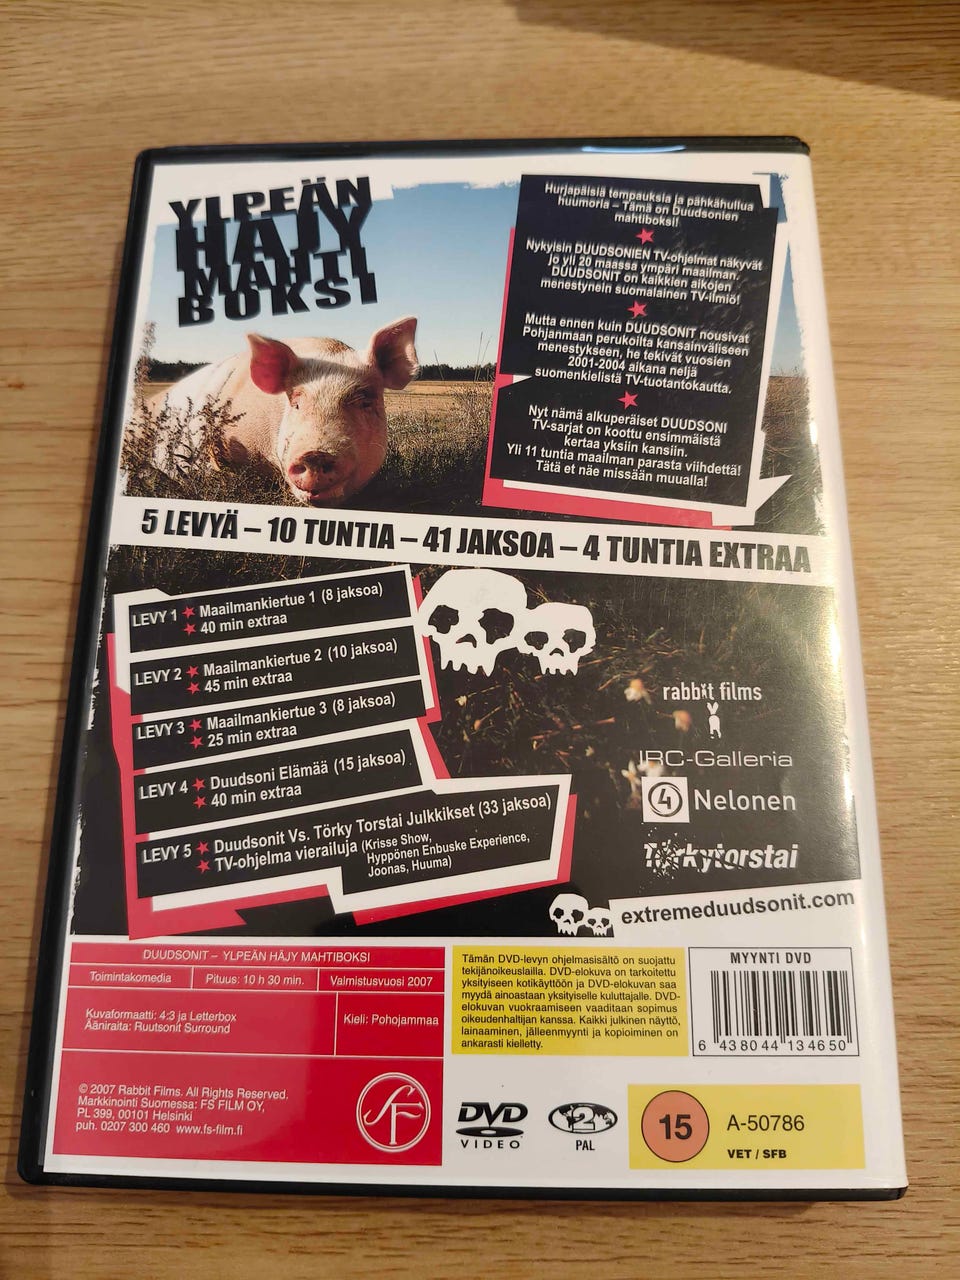 YLPEÄN
HÄJY
MAHTI
BOKSI
Hurjapäisiä tempauksia ja pähkähullua
huumoria – Tämä on Duudsonien
mahtiboksi!
Nykyisin DUUDSONIEN TV-ohjelmat näkyvät
jo yli 20 maassa ympäri maailman.
DUUDSONIT on kaikkien aikojen
menestynein suomalainen TV-ilmiö!
Mutta ennen kuin DUUDSONIT nousivat
Pohjanmaan perukoilta kansainväliseen
menestykseen, he tekivät vuosien
2001-2004 aikana neljä
suomenkielistä TV-tuotantokautta.
Nyt nämä alkuperäiset DUUDSONI
TV-sarjat on koottu ensimmäistä
kertaa yksiin kansiin.
Yli 11 tuntia maailman parasta viihdettä!
Tätä et näe missään muualla!
5 LEVYÄ – 10 TUNTIA – 41 JAKSOA – 4 TUNTIA EXTRAA
LEVY 1 Maailmankiertue 1 (8 jaksoa)
40 min extraa
LEVY 2 Maailmankiertue 2 (10 jaksoa)
45 min extraa
LEVY 3 Maailmankiertue 3 (8 jaksoa)
25 min extraa
LEVY 4 Duudsoni Elämää (15 jaksoa)
40 min extraa
LEVY 5 Duudsonit Vs. Törky Torstai Julkkikset (33 jaksoa)
TV-ohjelma vierailuja (Krisse Show,
Hyppönen Enbuske Experience,
Joonas, Huuma)
rabbit films
IRC-Galleria
4 Nelonen
Törkytorstai
extremeduudsonit.com
DUUDSONIT – YLPEÄN HÄJY MAHTIBOKSI
Toimintakomedia Pituus: 10 h 30 min. Valmistusvuosi 2007
Kuvaformaatti: 4:3 ja Letterbox
Ääniraita: Ruutsonit Surround
Kieli: Pohojammaa
© 2007 Rabbit Films. All Rights Reserved.
Markkinointi Suomessa: FS FILM OY,
PL 399, 00101 Helsinki
puh. 0207 300 460 www.fs-film.fi
SF
Tämän DVD-levyn ohjelmasisältö on suojattu
tekijänoikeuslailla. DVD-elokuva on tarkoitettu
yksityiseen kotikäyttöön ja DVD-elokuvan saa
myydä ainoastaan yksityiselle kuluttajalle. DVD-
elokuvan vuokraamiseen vaaditaan sopimus
oikeudenhaltijan kanssa. Kaikki julkinen näyttö,
lainaaminen, jälleenmyynti ja kopioiminen on
ankarasti kielletty.
MYYNTI DVD
6 438044 134650
DVD
VIDEO
2
PAL
15
A-50786
VET / SFB